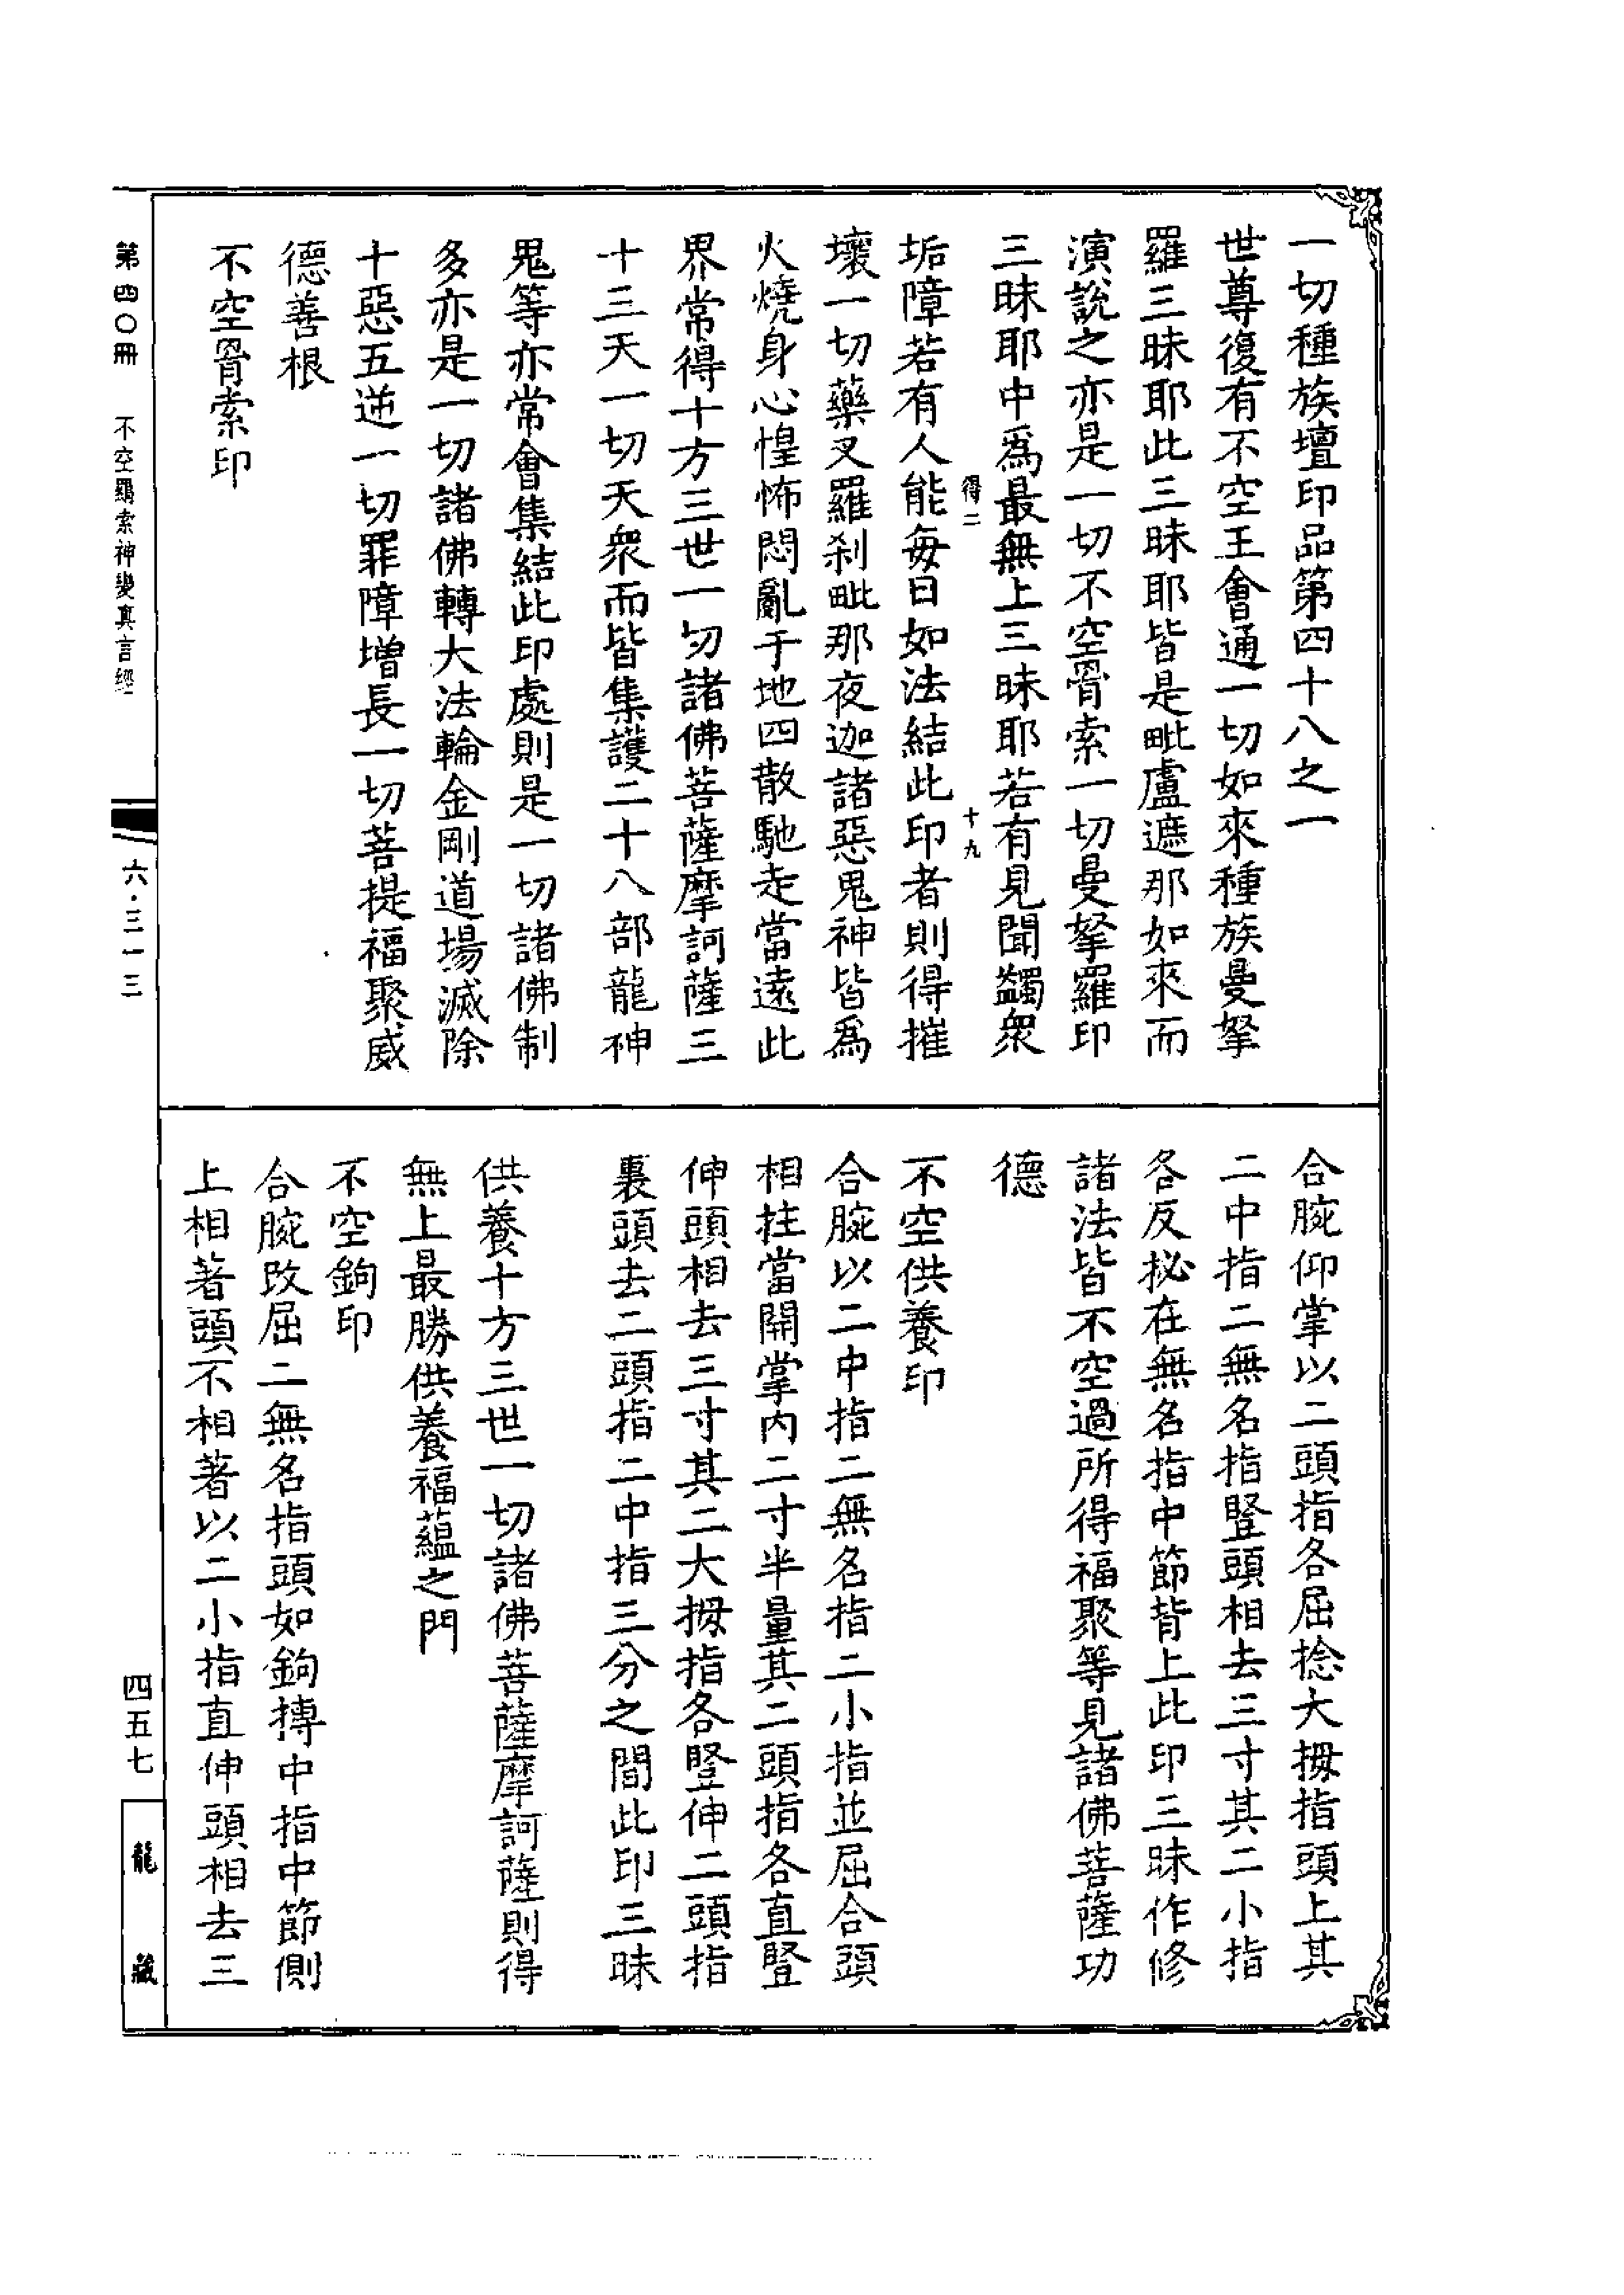 一切種族壇印品第四十八之一
世尊復有不空王會通一切如來種族曼拏
羅三昧耶此三昧耶皆是毗盧遮那如來而
演說之亦是一切不空罥索一切曼拏羅印
三昧耶中爲最無上三昧耶若有見聞蠲衆
得二 十九
垢障若有人能每日如法結此印者則得摧
壞一切藥叉羅刹毗那夜迦諸惡鬼神皆爲
火燒身心惶怖悶亂于地四散馳走當遠此
界常得十方三世一切諸佛菩薩摩訶薩三
十三天一切天衆而皆集護二十八部龍神
鬼等亦常會集結此印處則是一切諸佛制
多亦是一切諸佛轉大法輪金剛道場滅除
十惡五逆一切罪障增長一切菩提福聚威
德善根
不空罥索印
合腕仰掌以二頭指各屈捻大拇指頭上其
二中指二無名指豎頭相去三寸其二小指
各反拯在無名指中節背上此印三昧作修
諸法皆不空過所得福聚等見諸佛菩薩功
德
不空供養印
合腕以二中指二無名指二小指並屈合頭
相拄當開掌內二寸半量其二頭指各直豎
伸頭相去三寸其二大拇指各豎伸二頭指
裏頭去二頭指二中指三分之間此印三昧
供養十方三世一切諸佛菩薩摩訶薩則得
無上最勝供養福蘊之門
不空鉤印
合腕改屈二無名指頭如鉤摶中指中節側
上相著頭不相著以二小指直伸頭相去三
第四〇冊 不空羂索神變真言經
六·三一三
四五七
龍藏